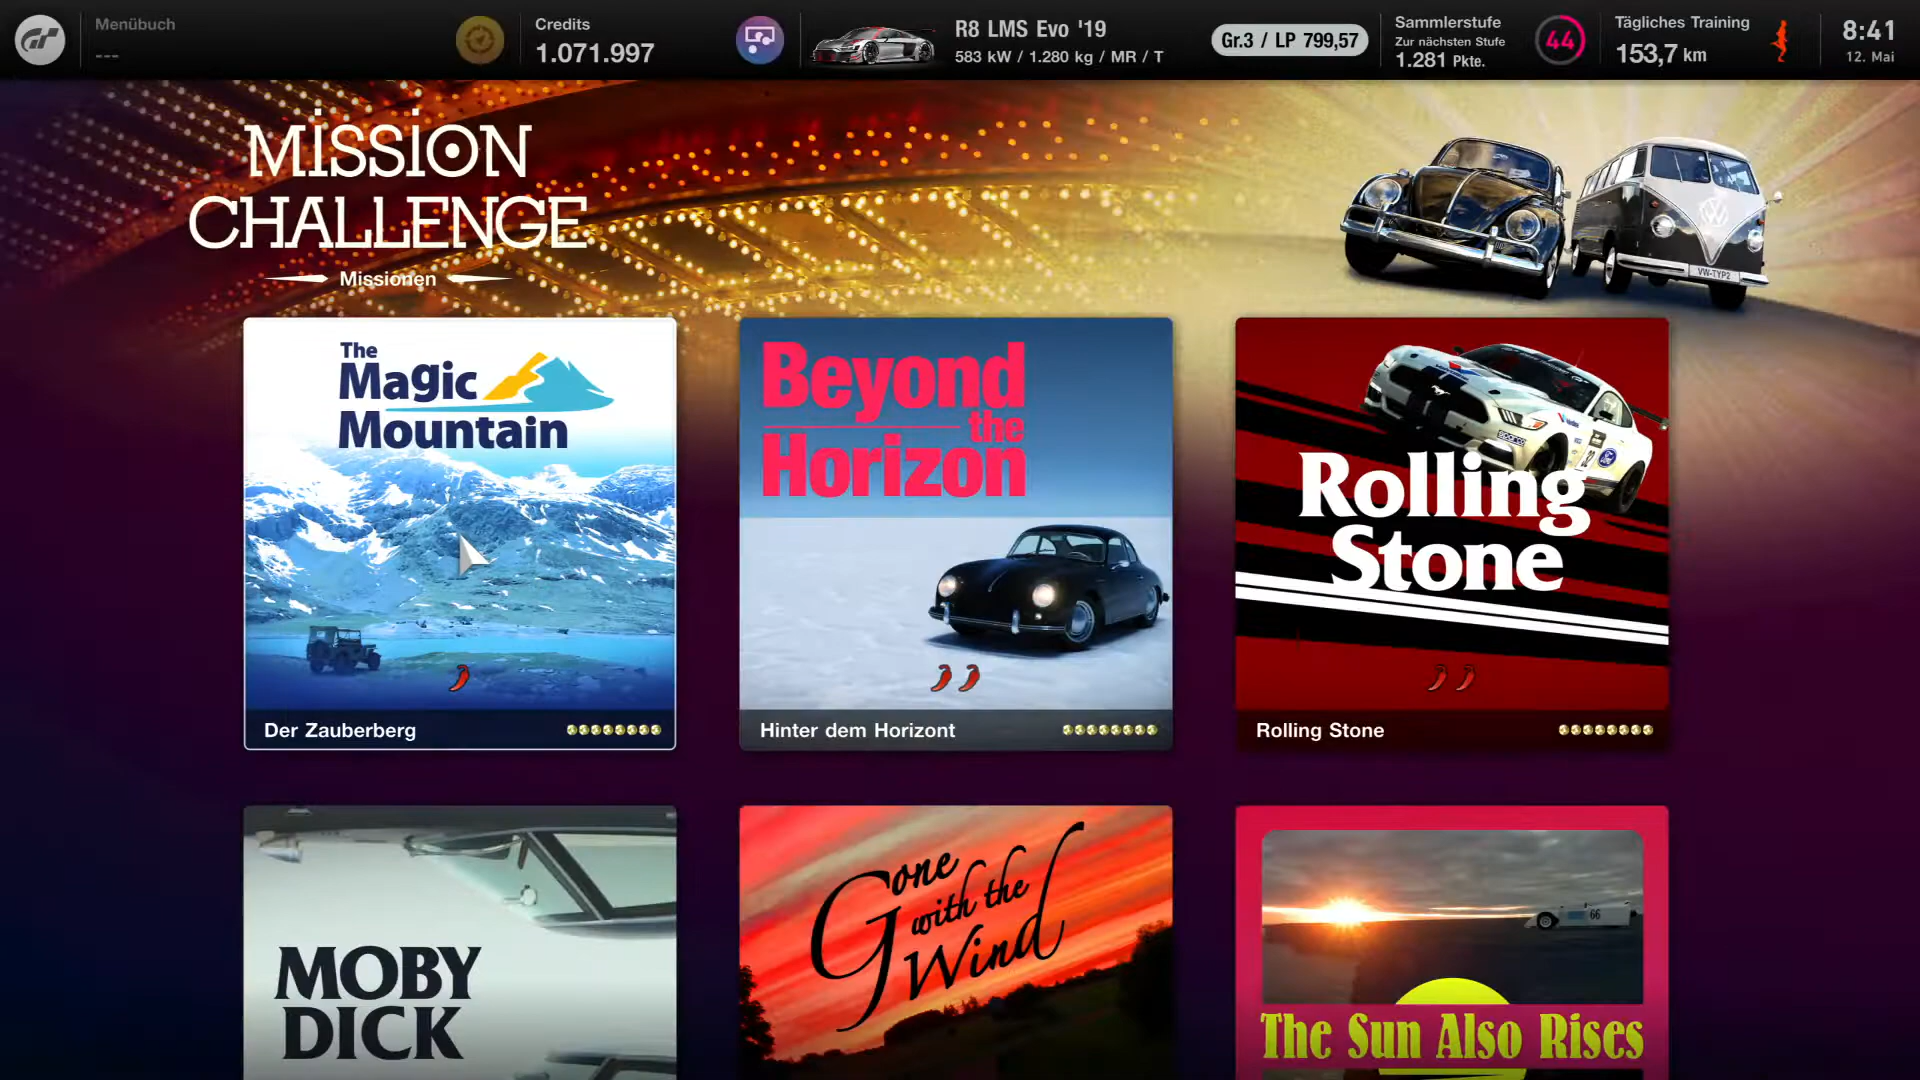 Menübuch
---
Credits
1.071.997
R8 LMS Evo '19
583 kW / 1.280 kg / MR / T
Gr.3 / LP 799,57
Sammlerstufe
Zur nächsten Stufe
1.281 Pkte.
44
Tägliches Training
153,7 km
8:41
12. Mai
MISSION
CHALLENGE
Missionen
VW-TYP2
The
Magic
Mountain
Der Zauberberg
Beyond
the
Horizon
Hinter dem Horizont
Rolling
Stone
Rolling Stone
MOBY
DICK
Gone
with the
Wind
66
The Sun Also Rises